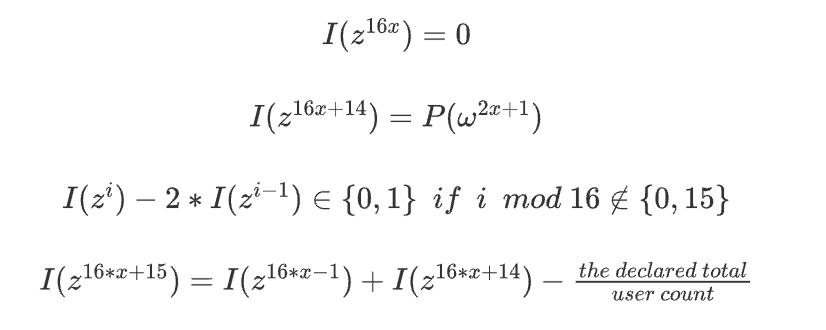 I(z^{16x}) = 0
I(z^{16x+14}) = P(ω^{2x+1})
I(z^i) − 2 * I(z^{i−1}) ∈ {0, 1} if i mod 16 ∉ {0, 15}
I(z^{16*x+15}) = I(z^{16*x−1}) + I(z^{16*x+14}) − \frac{the declared total}{user count}